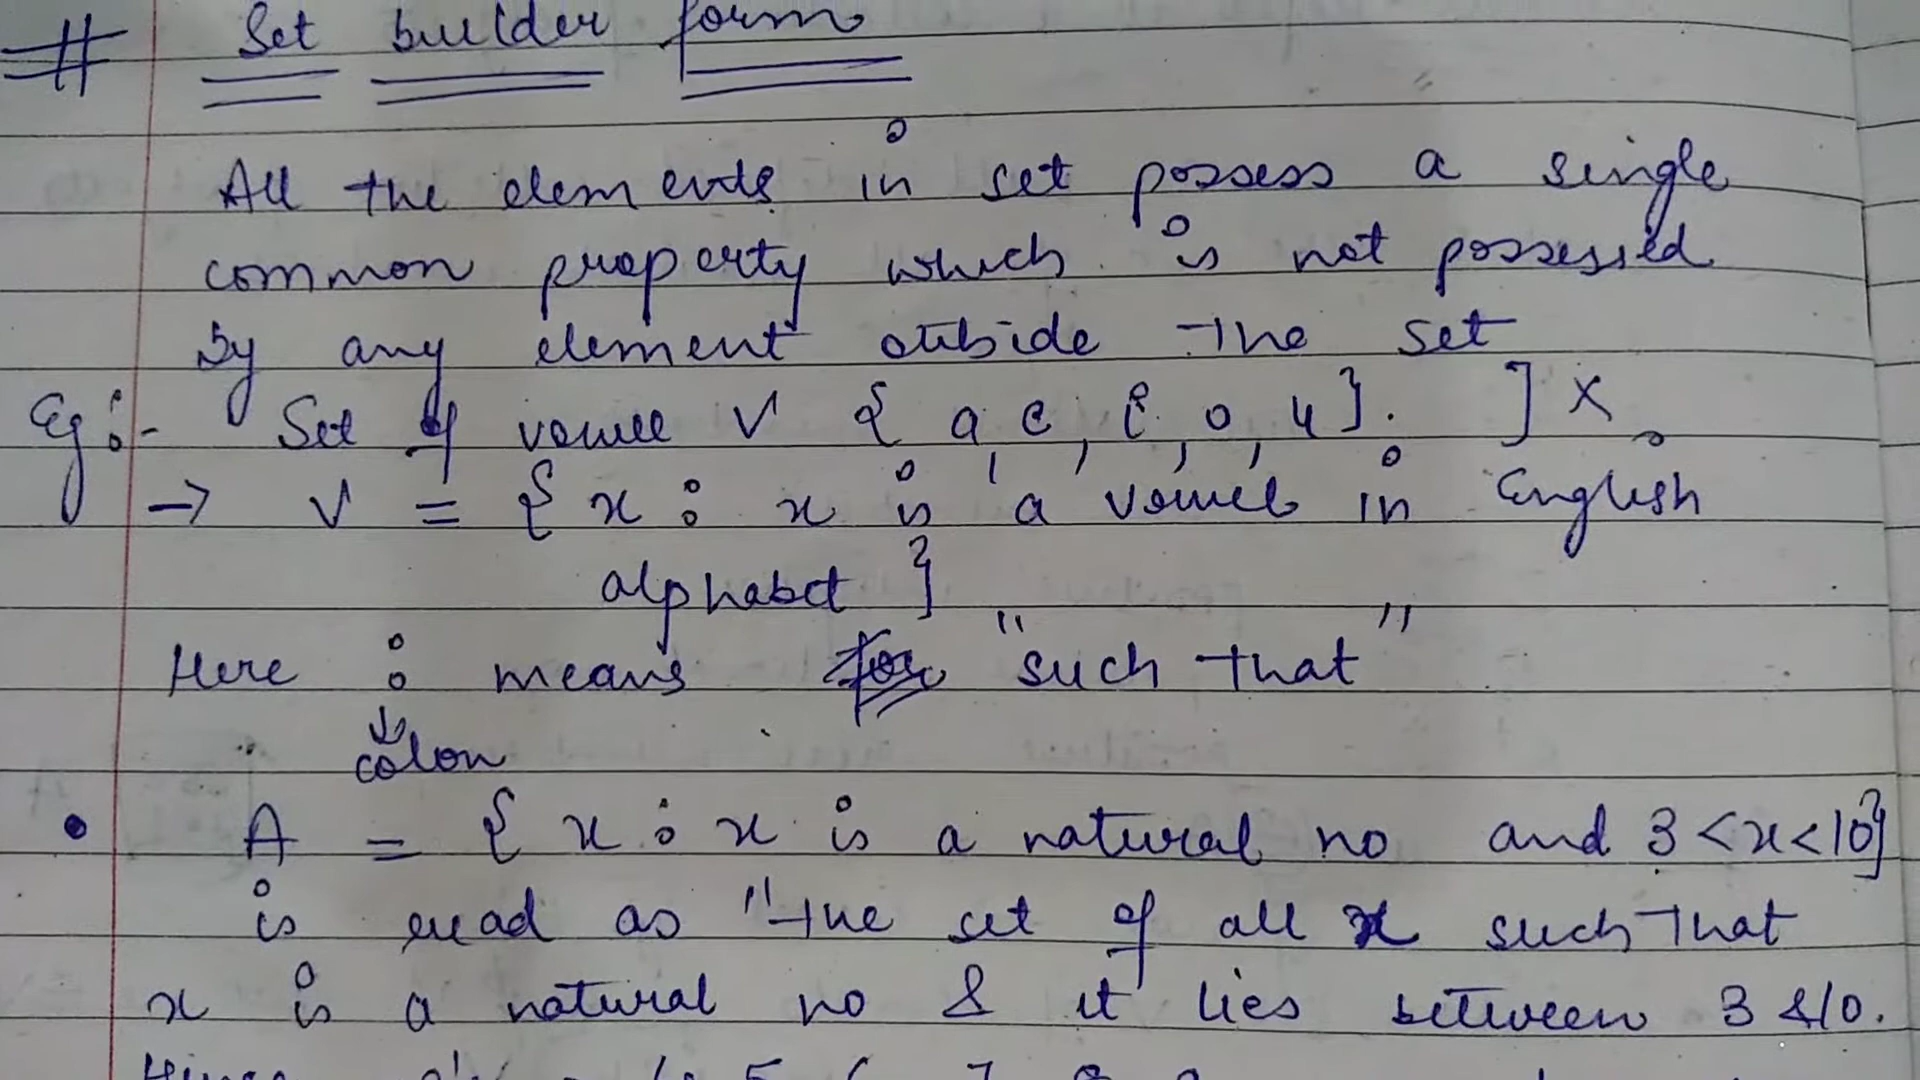 # Set builder form
All the elements in set possess a single
common property which is not possessed
by any element outside the set
Eg:- Set of vowel V { a, e, i, o, u }. ] X
→ V = { x : x is a vowel in English
alphabet }
Here : means for "such that"
↓
colon
• A = { x : x is a natural no and 3 < x < 10}
is read as "the set of all x such that
x is a natural no & it lies between 3 & 10.